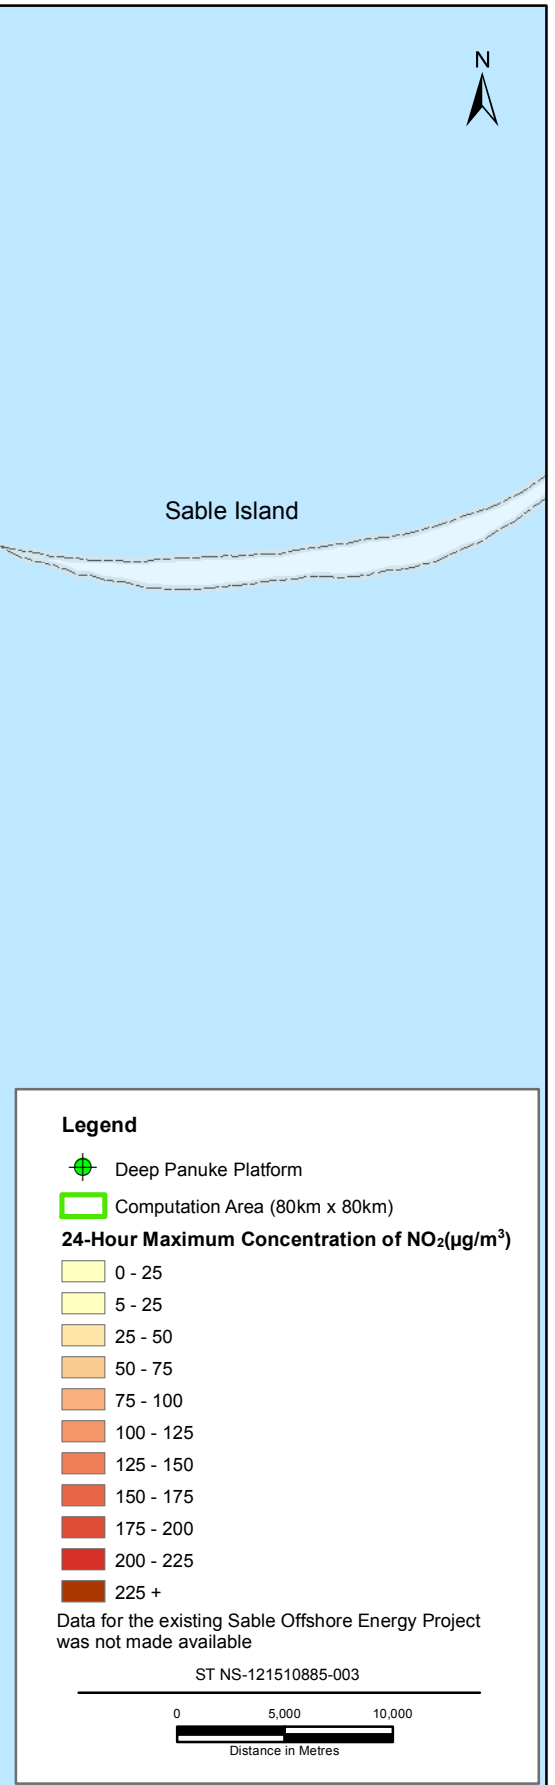 N
Sable Island
Legend
Deep Panuke Platform
Computation Area (80km x 80km)
24-Hour Maximum Concentration of NO₂(µg/m³)
0 - 25
5 - 25
25 - 50
50 - 75
75 - 100
100 - 125
125 - 150
150 - 175
175 - 200
200 - 225
225 +
Data for the existing Sable Offshore Energy Project
was not made available
ST NS-121510885-003
0 5,000 10,000
Distance in Metres